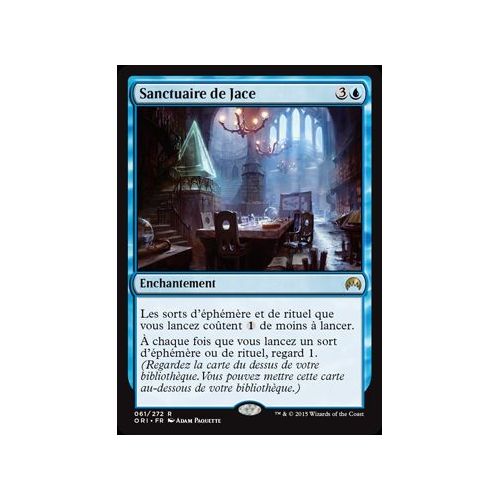 Sanctuaire de Jace 3
Enchantement
Les sorts d'éphémère et de rituel que
vous lancez coûtent 1 de moins à lancer.
À chaque fois que vous lancez un sort
d'éphémère ou de rituel, regard 1.
(Regardez la carte du dessus de votre
bibliothèque. Vous pouvez mettre cette carte
au-dessous de votre bibliothèque.)
061/272 R
ORI • FR Adam Paquette
™ & © 2015 Wizards of the Coast